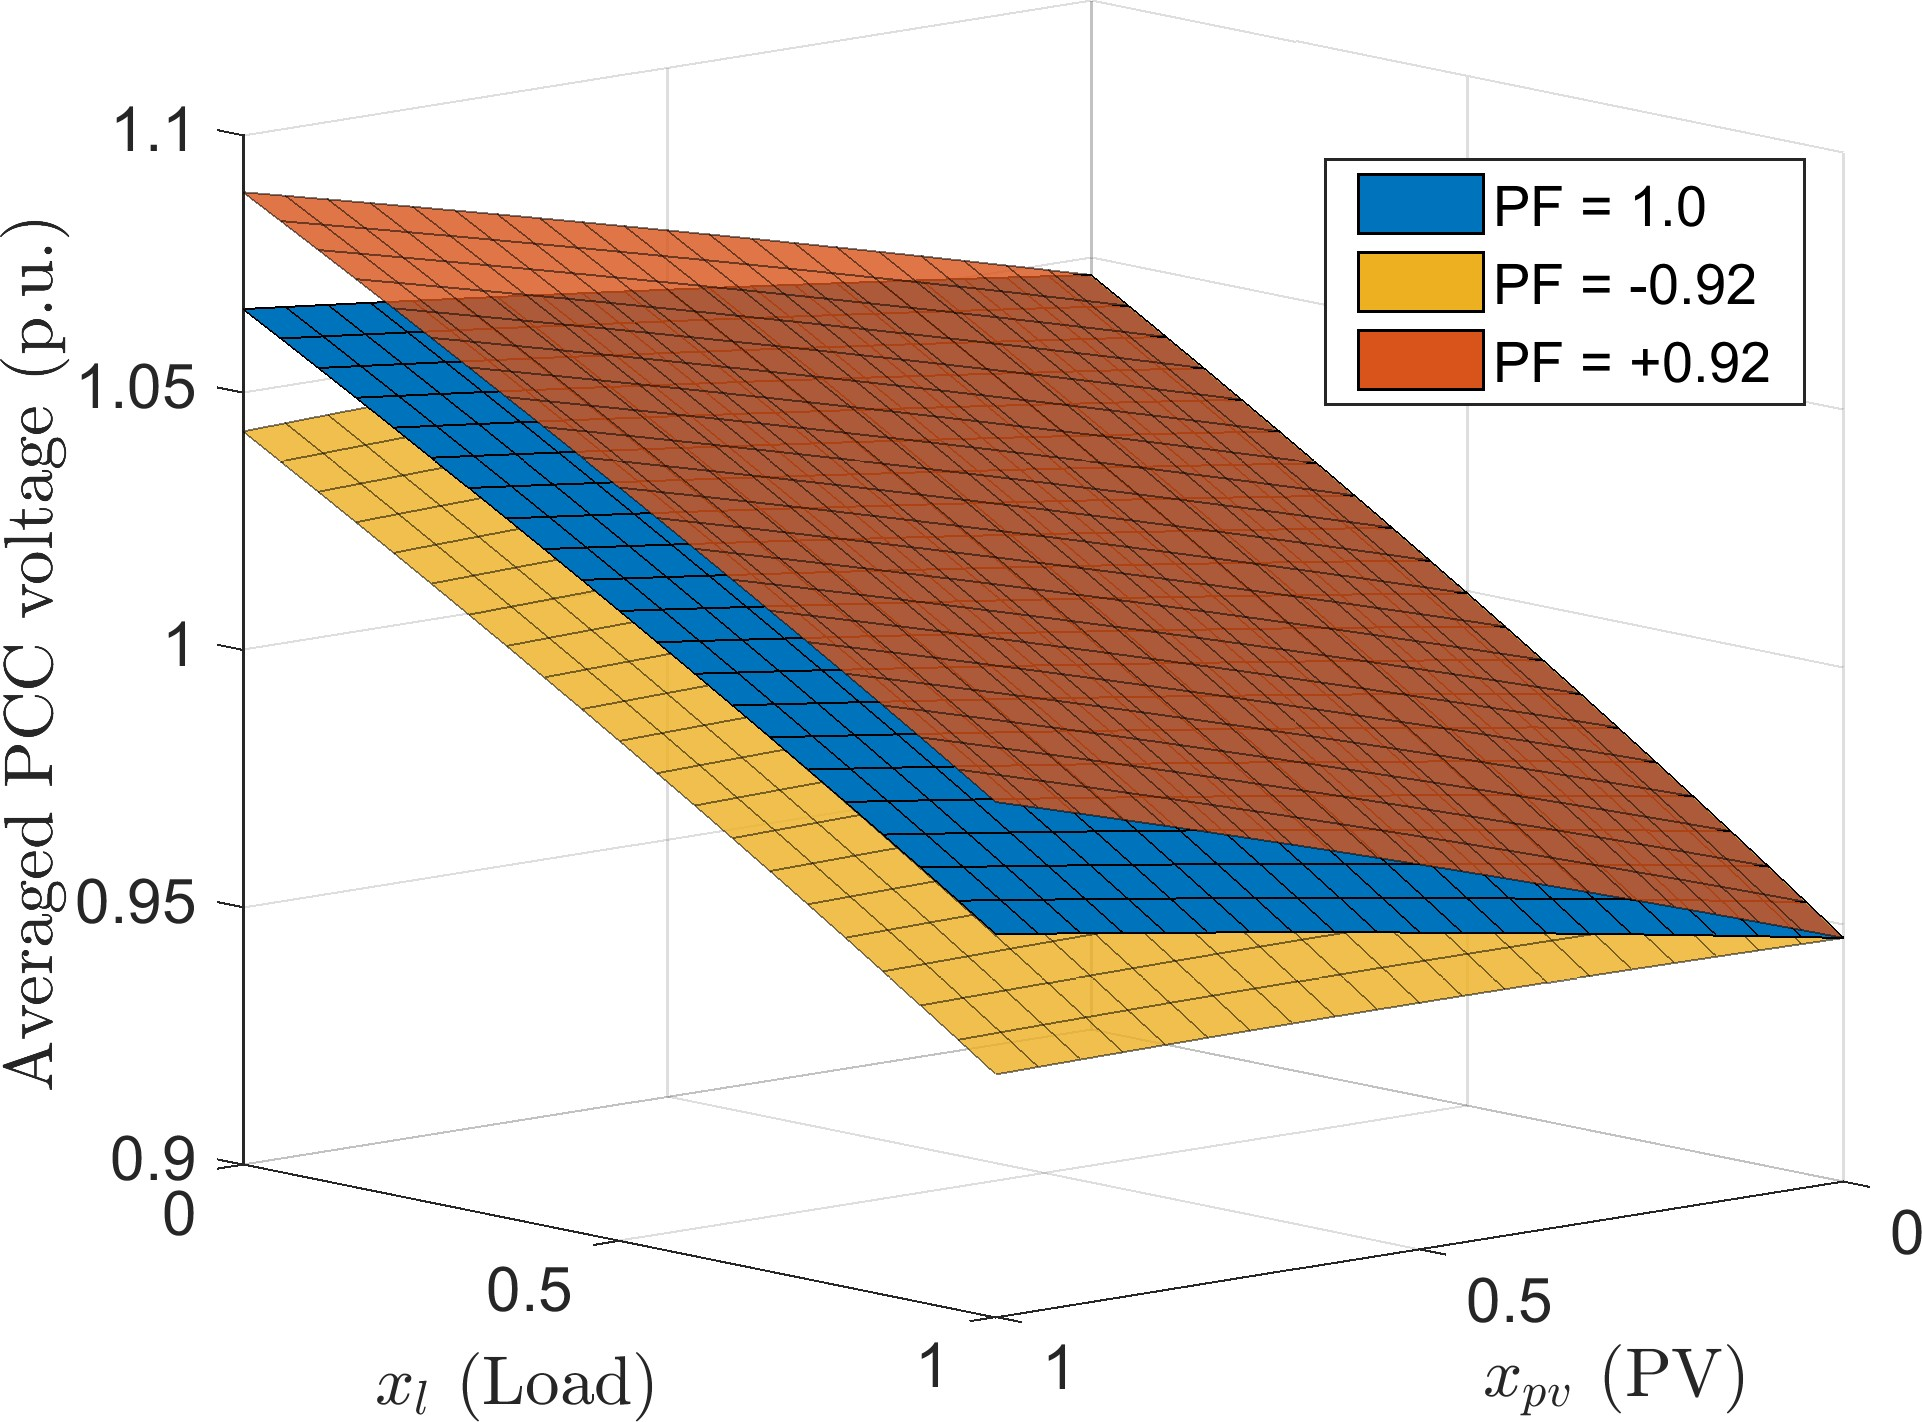 Averaged PCC voltage (p.u.)
1.1
1.05
1
0.95
0.9
PF = 1.0
PF = -0.92
PF = +0.92
0
0.5
1
x_l (Load)
1
0.5
0
x_pv (PV)